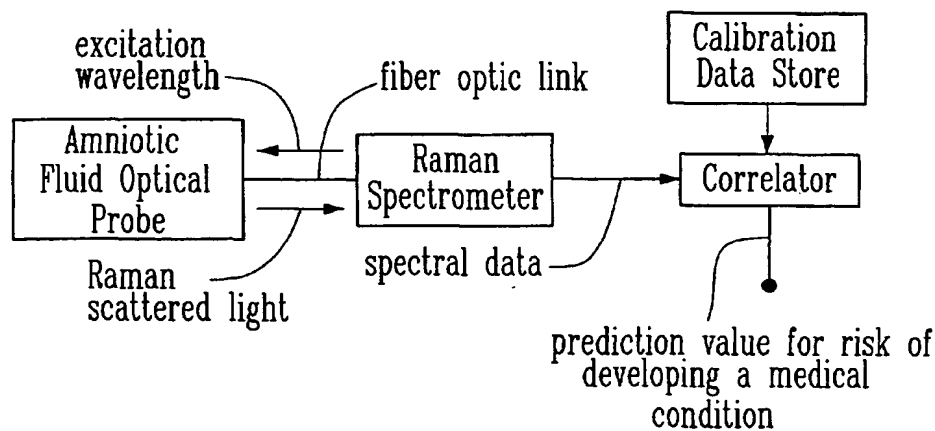 excitation
wavelength
fiber optic link
Calibration
Data Store
Amniotic
Fluid Optical
Probe
Raman
Spectrometer
Correlator
Raman
scattered light
spectral data
prediction value for risk of
developing a medical
condition